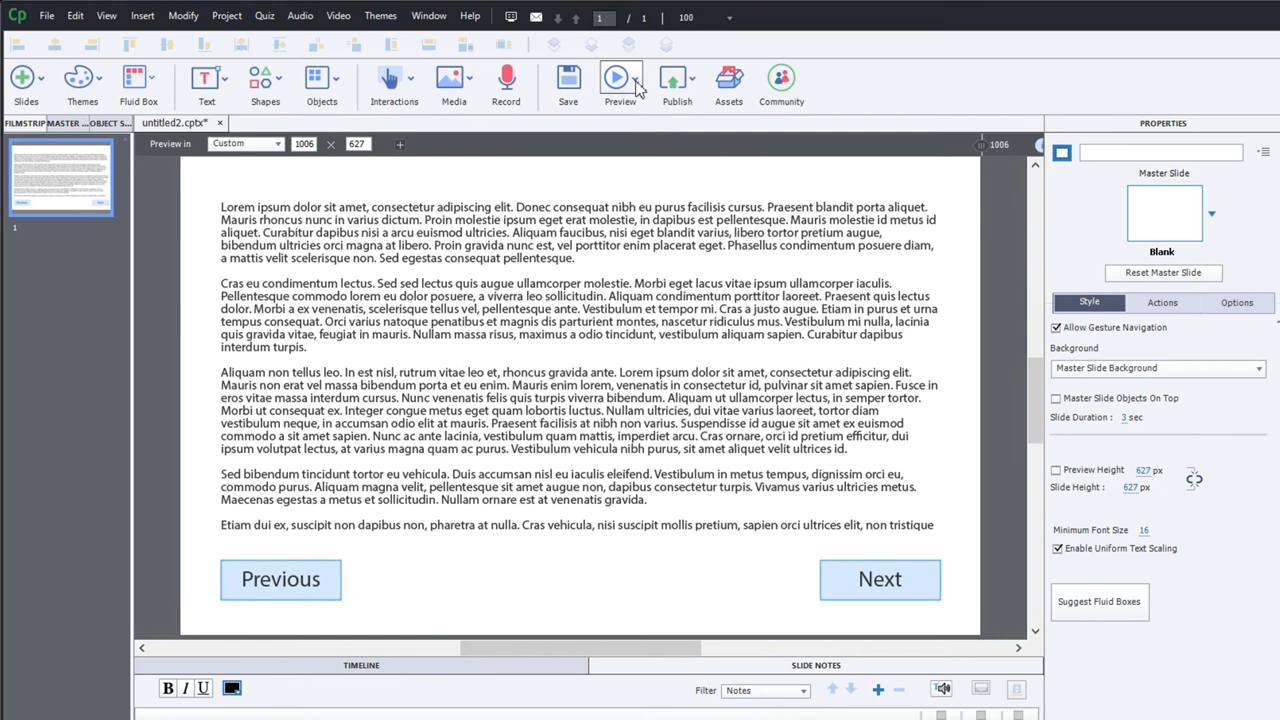 Cp File Edit View Insert Modify Project Quiz Audio Video Themes Window Help 1 / 1 100
Slides Themes Fluid Box Text Shapes Objects Interactions Media Record Save Preview Publish Assets Community
FILMSTRIP MASTER ... OBJECT S... untitled2.cptx* × PROPERTIES
Preview in Custom 1006 627 1006
Master Slide
Blank
Reset Master Slide
Style Actions Options
Allow Gesture Navigation
Background
Master Slide Background
Master Slide Objects On Top
Slide Duration : 3 sec
Preview Height 627 px
Slide Height : 627 px
Minimum Font Size 16
Enable Uniform Text Scaling
Suggest Fluid Boxes
1
Lorem ipsum dolor sit amet, consectetur adipiscing elit. Donec consequat nibh eu purus facilisis cursus. Praesent blandit porta aliquet.
Mauris rhoncus nunc in varius dictum. Proin molestie ipsum eget erat molestie, in dapibus est pellentesque. Mauris molestie id metus id
aliquet. Curabitur dapibus nisi a arcu euismod ultricies. Aliquam faucibus, nisi eget blandit varius, libero tortor pretium augue,
bibendum ultricies orci magna at libero. Proin gravida nunc est, vel porttitor enim placerat eget. Phasellus condimentum posuere diam,
a mattis velit scelerisque non. Sed egestas consequat pellentesque.
Cras eu condimentum lectus. Sed sed lectus quis augue ullamcorper molestie. Morbi eget lacus vitae ipsum ullamcorper iaculis.
Pellentesque commodo lorem eu dolor posuere, a viverra leo sollicitudin. Aliquam condimentum porttitor laoreet. Praesent quis lectus
dolor. Morbi a ex venenatis, scelerisque tellus vel, pellentesque ante. Vestibulum et tempor mi. Cras a justo augue. Etiam in purus et urna
tempus consequat. Orci varius natoque penatibus et magnis dis parturient montes, nascetur ridiculus mus. Vestibulum mi nulla, lacinia
quis gravida vitae, feugiat in mauris. Nullam massa risus, maximus a odio tincidunt, vestibulum aliquam sapien. Curabitur dapibus
interdum turpis.
Aliquam non tellus leo. In est nisl, rutrum vitae leo et, rhoncus gravida ante. Lorem ipsum dolor sit amet, consectetur adipiscing elit.
Mauris non erat vel massa bibendum porta et eu enim. Mauris enim lorem, venenatis in consectetur id, pulvinar sit amet sapien. Fusce in
eros vitae massa interdum cursus. Nunc venenatis felis quis turpis viverra bibendum. Aliquam ut ullamcorper lectus, in semper tortor.
Morbi ut consequat ex. Integer congue metus eget quam lobortis luctus. Nullam ultricies, dui vitae varius laoreet, tortor diam
vestibulum neque, in accumsan odio elit at mauris. Praesent facilisis at nibh non varius. Suspendisse id augue sit amet ex euismod
commodo a sit amet sapien. Nunc ac ante lacinia, vestibulum quam mattis, imperdiet arcu. Cras ornare, orci id pretium efficitur, dui
ipsum volutpat lectus, at varius magna quam ac purus. Vestibulum vehicula nibh purus, sit amet aliquet velit ultrices id.
Sed bibendum tincidunt tortor eu vehicula. Duis accumsan nisl eu iaculis eleifend. Vestibulum in metus tempus, dignissim orci eu,
commodo purus. Aliquam magna velit, pellentesque sit amet augue non, dapibus consectetur turpis. Vivamus varius ultricies metus.
Maecenas egestas a metus et sollicitudin. Nullam ornare est at venenatis gravida.
Etiam dui ex, suscipit non dapibus non, pharetra at nulla. Cras vehicula, nisi suscipit mollis pretium, sapien orci ultrices elit, non tristique
Previous Next
TIMELINE SLIDE NOTES
B I U Filter Notes